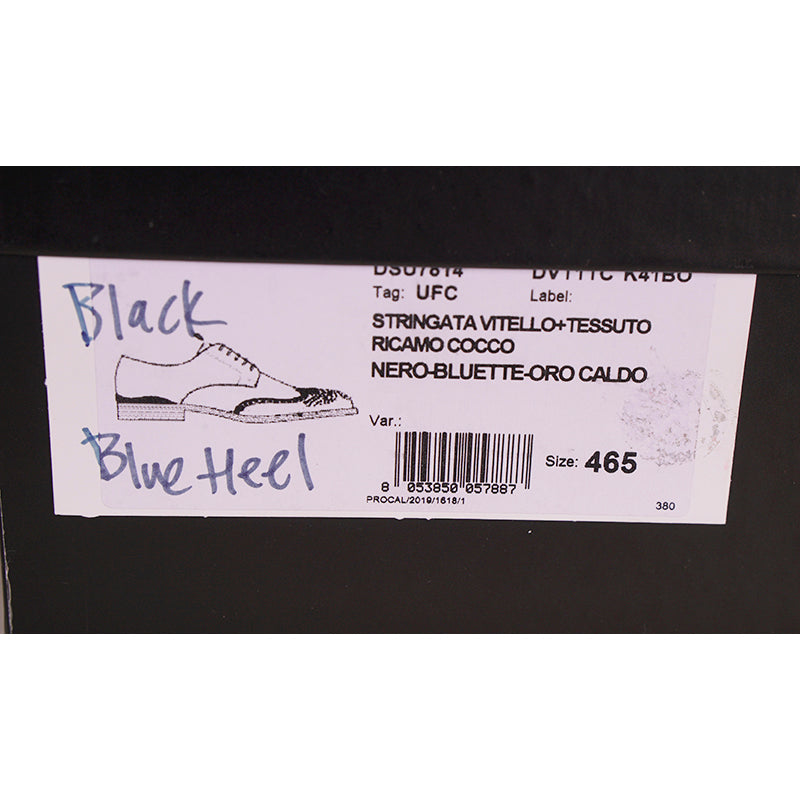 Black
Blue Heel
DSU7814 DV111C K41BO
Tag: UFC Label:
STRINGATA VITELLO+TESSUTO
RICAMO COCCO
NERO-BLUETTE-ORO CALDO
Var.:
Size: 465
8 053850 057887
PROCAL/2019/1618/1
380